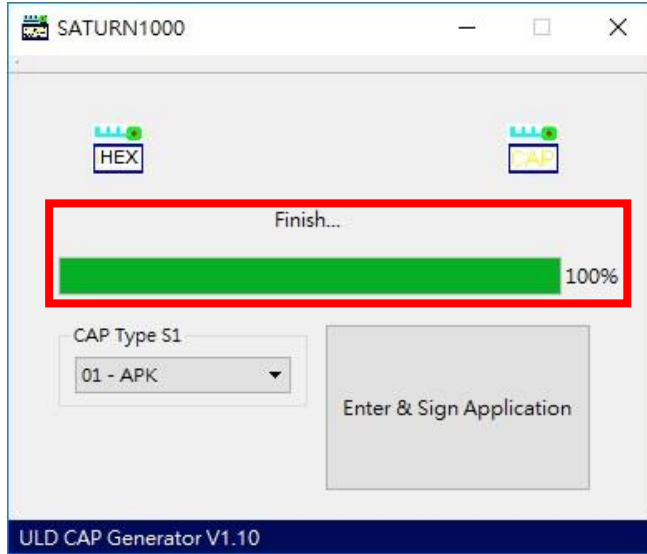 SATURN1000
HEX
CAP
Finish...
100%
CAP Type S1
01 - APK
Enter & Sign Application
ULD CAP Generator V1.10